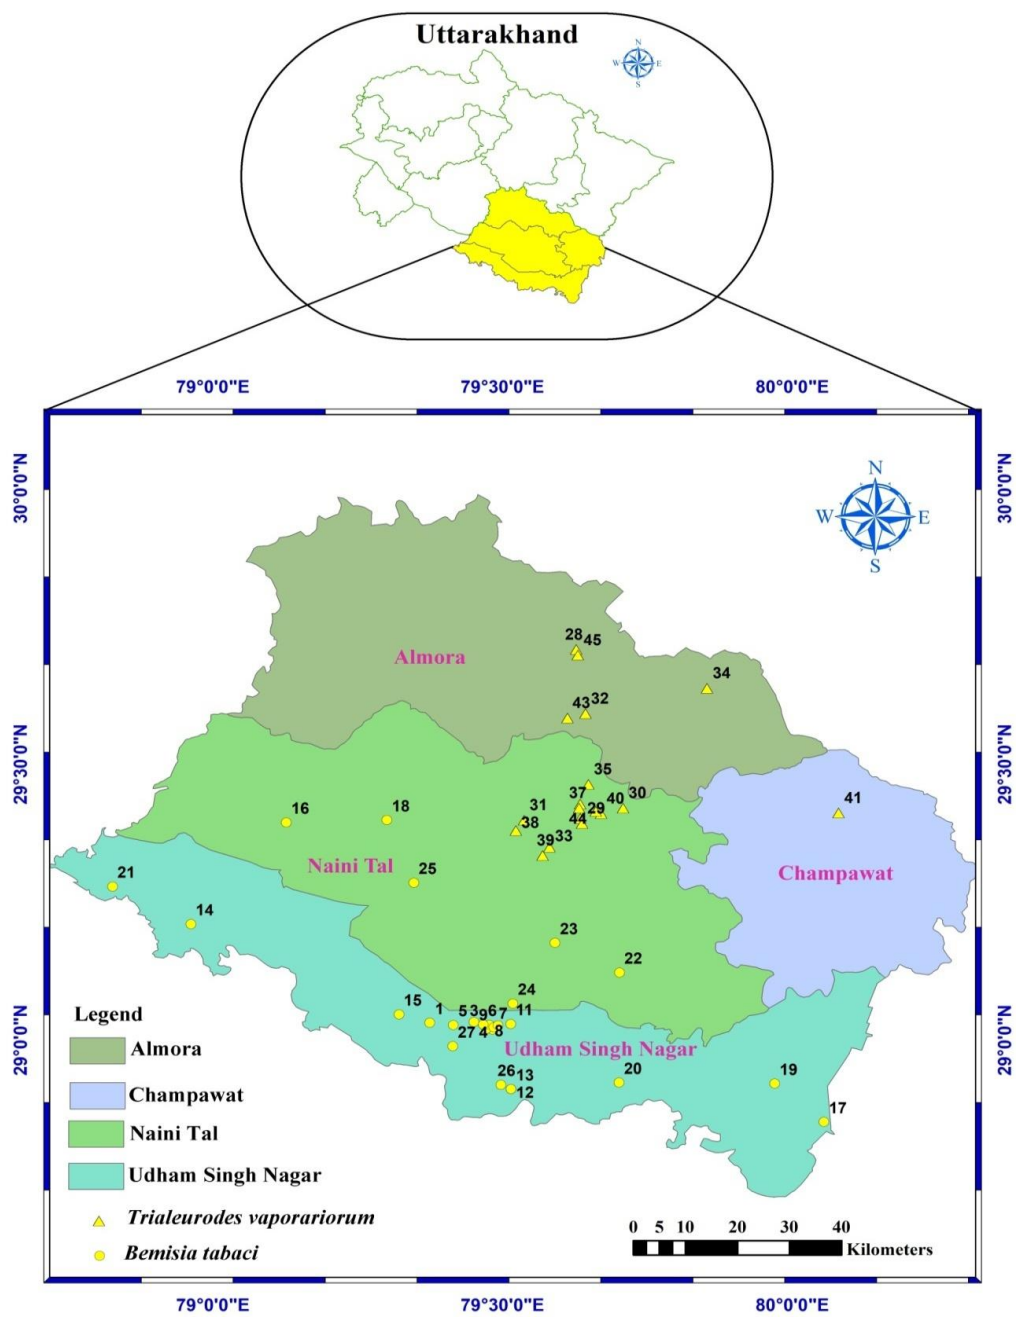 Uttarakhand
N
W
E
S
79°0'0"E
79°30'0"E
80°0'0"E
30°0'0"N
30°0'0"N
N
W
E
S
28
45
Almora
34
43
32
29°30'0"N
29°30'0"N
35
37
40
30
41
16
18
31
29
38
44
33
39
Naini Tal
25
Champawat
21
14
23
22
24
15
1
5
3
9
6
7
11
27
4
8
29°0'0"N
29°0'0"N
Udham Singh Nagar
26
13
12
20
19
17
Legend
Almora
Champawat
Naini Tal
Udham Singh Nagar
Trialeurodes vaporariorum
Bemisia tabaci
0 5 10 20 30 40
Kilometers
79°0'0"E
79°30'0"E
80°0'0"E